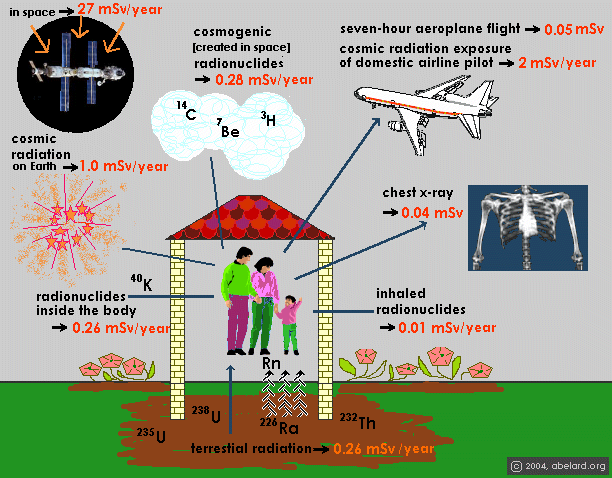 in space → 27 mSv/year
cosmogenic
[created in space]
radionuclides
→ 0.28 mSv/year
seven-hour aeroplane flight → 0.05 mSv
cosmic radiation exposure
of domestic airline pilot → 2 mSv/year
14C
7Be
3H
cosmic
radiation
on Earth → 1.0 mSv/year
chest x-ray
→ 0.04 mSv
40K
radionuclides
inside the body
→ 0.26 mSv/year
inhaled
radionuclides
→ 0.01 mSv/year
Rn
238U
226Ra
232Th
235U
terrestial radiation → 0.26 mSv/year
© 2004, abelard.org